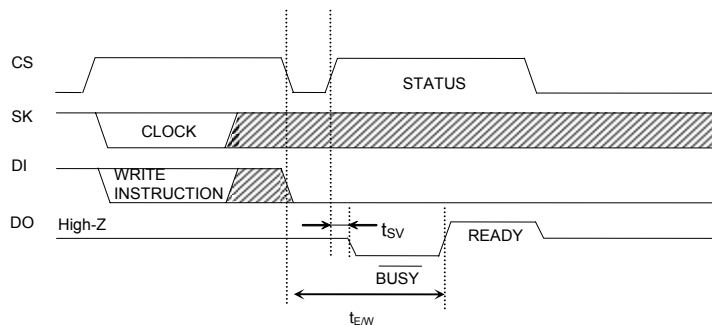 CS
STATUS
SK
CLOCK
DI
WRITE
INSTRUCTION
DO
High-Z
tSV
READY
BUSY
tE/W